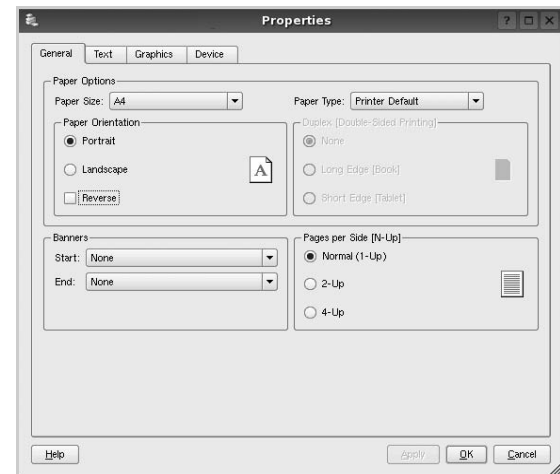 Properties
General Text Graphics Device
Paper Options
Paper Size: A4 Paper Type: Printer Default
Paper Orientation
Portrait
Landscape
Reverse
A
Duplex [Double-Sided Printing]
None
Long Edge [Book]
Short Edge [Tablet]
Banners
Start: None
End: None
Pages per Side [N-Up]
Normal (1-Up)
2-Up
4-Up
Help Apply OK Cancel